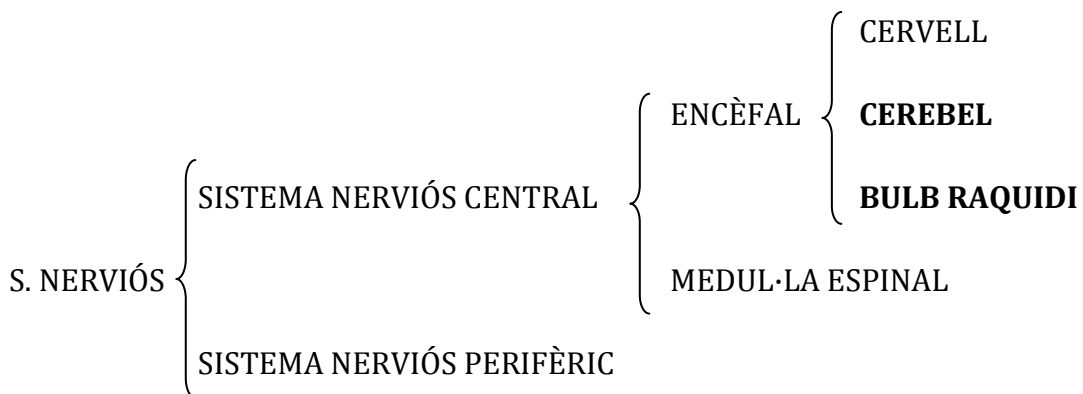 CERVELL
ENCÈFAL CEREBEL
SISTEMA NERVIÓS CENTRAL BULB RAQUIDI
S. NERVIÓS MEDUL·LA ESPINAL
SISTEMA NERVIÓS PERIFÈRIC